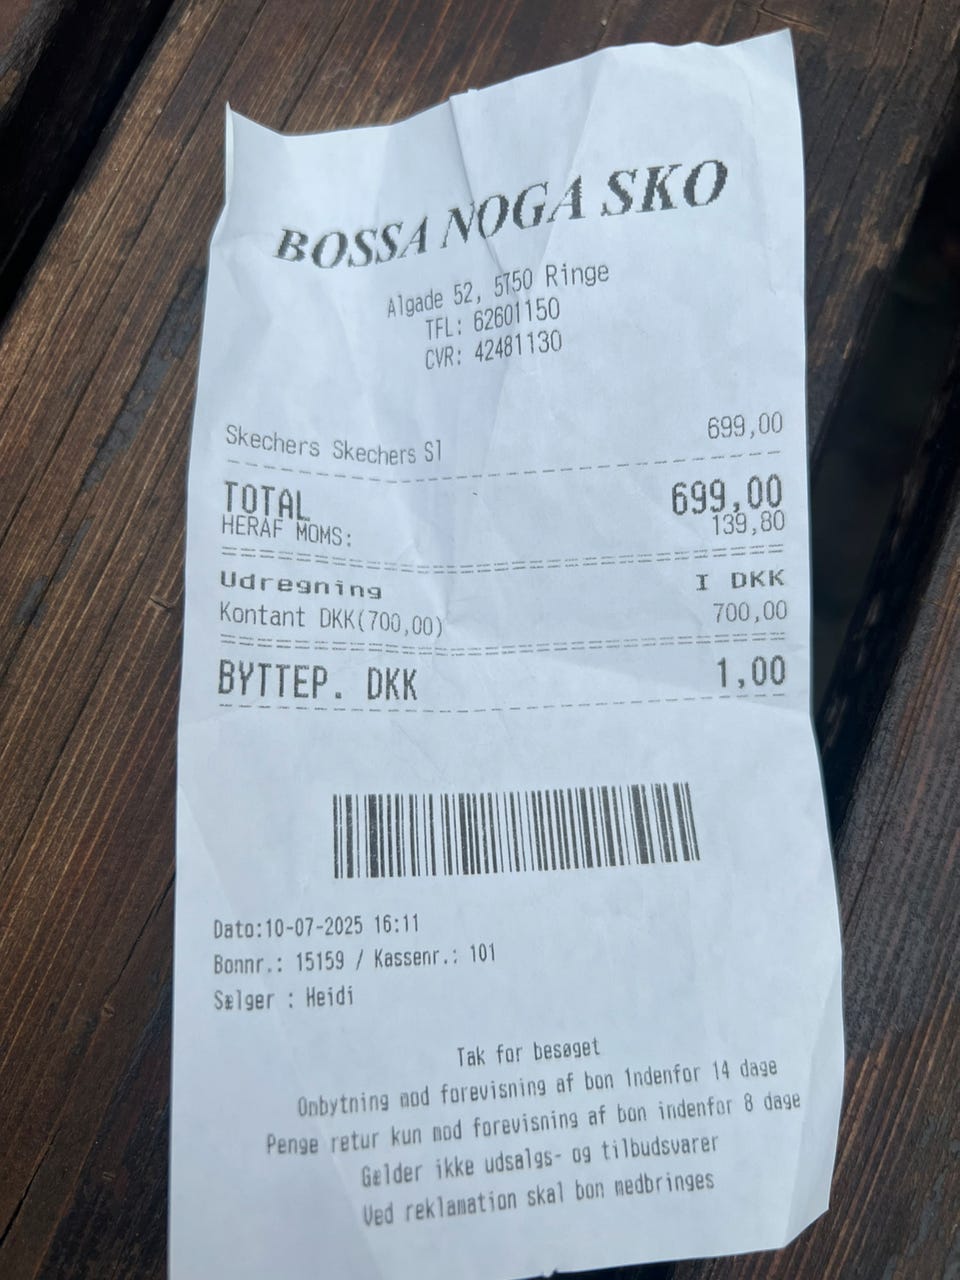 BOSSA NOGA SKO
Algade 52, 5750 Ringe
TFL: 62601150
CVR: 42481130
Skechers Skechers Sl 699,00
TOTAL 699,00
HERAF MOMS: 139,80
Udregning I DKK
Kontant DKK(700,00) 700,00
BYTTEP. DKK 1,00
Dato:10-07-2025 16:11
Bonnr.: 15159 / Kassenr.: 101
Sælger : Heidi
Tak for besøget
Ombytning mod forevisning af bon indenfor 14 dage
Penge retur kun mod forevisning af bon indenfor 8 dage
Gælder ikke udsalgs- og tilbudsvarer
Ved reklamation skal bon medbringes